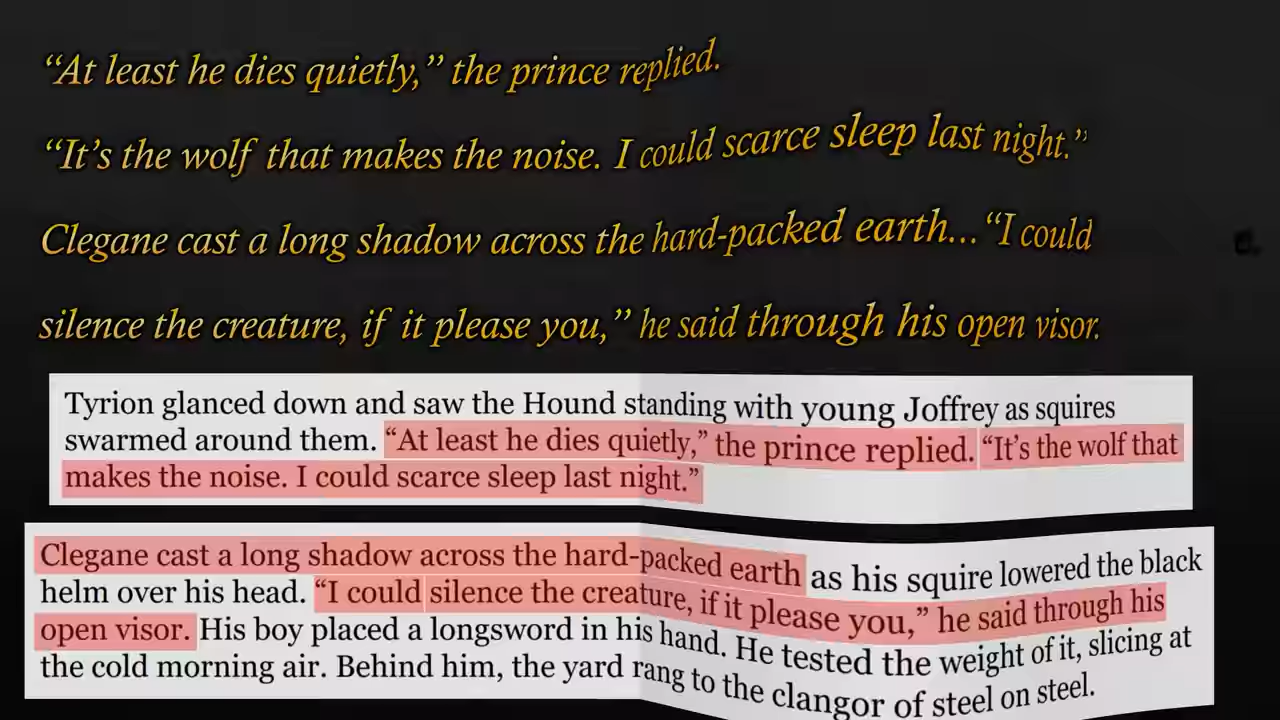 “At least he dies quietly,” the prince replied.
“It’s the wolf that makes the noise. I could scarce sleep last night.”
Clegane cast a long shadow across the hard-packed earth...“I could
silence the creature, if it please you,” he said through his open visor.
Tyrion glanced down and saw the Hound standing with young Joffrey as squires
swarmed around them. “At least he dies quietly,” the prince replied. “It’s the wolf that
makes the noise. I could scarce sleep last night.”
Clegane cast a long shadow across the hard-packed earth as his squire lowered the black
helm over his head. “I could silence the creature, if it please you,” he said through his
open visor. His boy placed a longsword in his hand. He tested the weight of it, slicing at
the cold morning air. Behind him, the yard rang to the clangor of steel on steel.